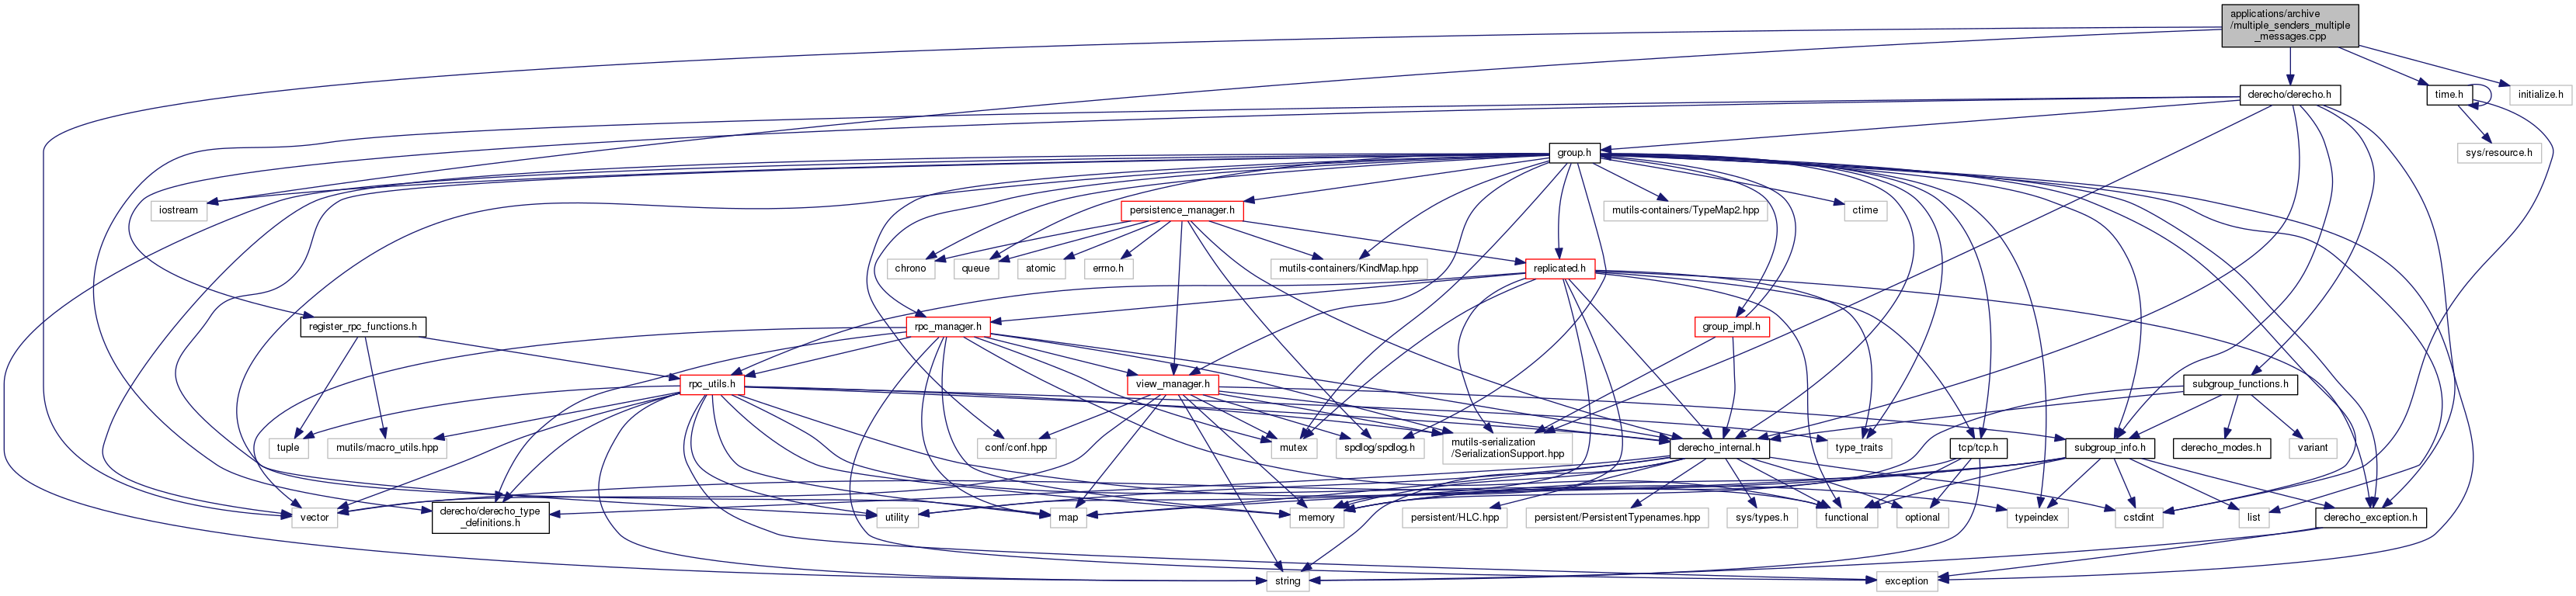 applications/archive
/multiple_senders_multiple
_messages.cpp
derecho/derecho.h
time.h
initialize.h
group.h
sys/resource.h
iostream
persistence_manager.h
mutils-containers/TypeMap2.hpp
ctime
chrono
queue
atomic
errno.h
mutils-containers/KindMap.hpp
replicated.h
register_rpc_functions.h
rpc_manager.h
group_impl.h
rpc_utils.h
view_manager.h
subgroup_functions.h
tuple
mutils/macro_utils.hpp
conf/conf.hpp
mutex
spdlog/spdlog.h
mutils-serialization
/SerializationSupport.hpp
derecho_internal.h
type_traits
tcp/tcp.h
subgroup_info.h
derecho_modes.h
variant
vector
derecho/derecho_type
_definitions.h
utility
map
memory
persistent/HLC.hpp
persistent/PersistentTypenames.hpp
sys/types.h
functional
optional
typeindex
cstdint
list
derecho_exception.h
string
exception